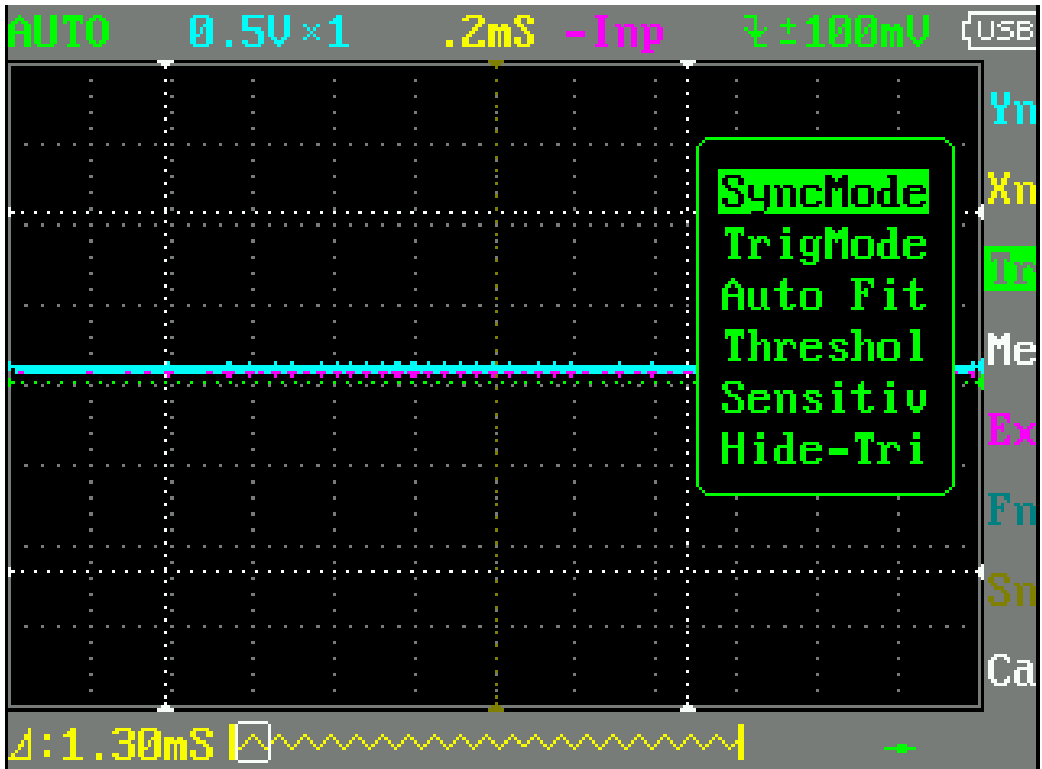 AUTO 0.5V×1 .2mS -Inp ±100mV USB
Yn
Xn
Tr
Me
Ex
Fn
Sn
Ca
SyncMode
TrigMode
Auto Fit
Threshol
Sensitiv
Hide-Tri
⊿:1.30mS